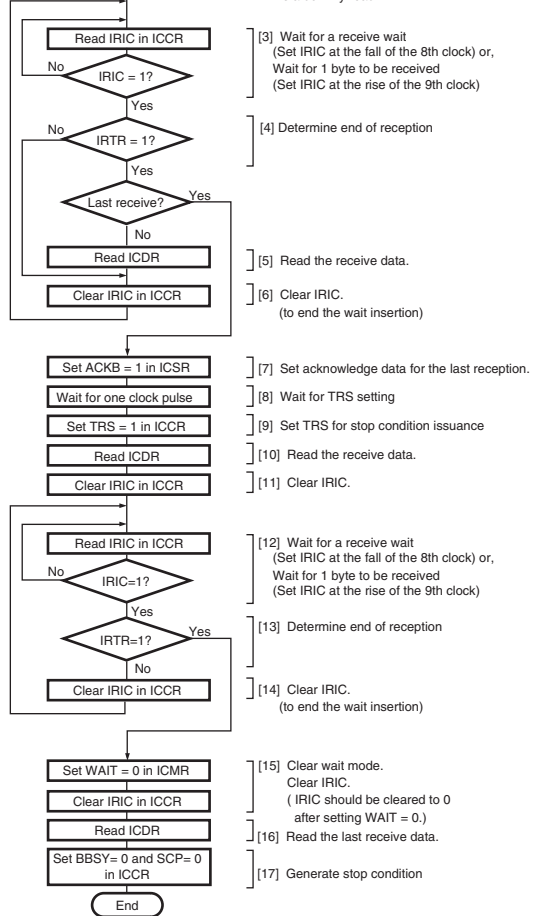 Read IRIC in ICCR
[3] Wait for a receive wait
(Set IRIC at the fall of the 8th clock) or,
Wait for 1 byte to be received
(Set IRIC at the rise of the 9th clock)
No
IRIC = 1?
Yes
[4] Determine end of reception
No
IRTR = 1?
Yes
Last receive?
Yes
No
Read ICDR
[5] Read the receive data.
Clear IRIC in ICCR
[6] Clear IRIC.
(to end the wait insertion)
Set ACKB = 1 in ICSR
[7] Set acknowledge data for the last reception.
Wait for one clock pulse
[8] Wait for TRS setting
Set TRS = 1 in ICCR
[9] Set TRS for stop condition issuance
Read ICDR
[10] Read the receive data.
Clear IRIC in ICCR
[11] Clear IRIC.
Read IRIC in ICCR
[12] Wait for a receive wait
(Set IRIC at the fall of the 8th clock) or,
Wait for 1 byte to be received
(Set IRIC at the rise of the 9th clock)
No
IRIC=1?
Yes
[13] Determine end of reception
IRTR=1?
Yes
No
Clear IRIC in ICCR
[14] Clear IRIC.
(to end the wait insertion)
Set WAIT = 0 in ICMR
[15] Clear wait mode.
Clear IRIC.
Clear IRIC in ICCR
( IRIC should be cleared to 0
after setting WAIT = 0.)
Read ICDR
[16] Read the last receive data.
Set BBSY= 0 and SCP= 0
in ICCR
[17] Generate stop condition
End